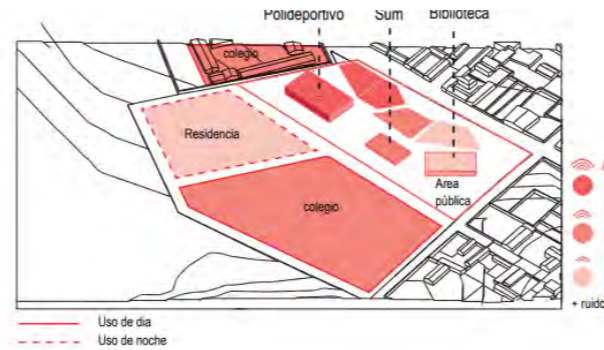 Polideportivo
Sum
Biblioteca
colegio
Residencia
colegio
Area
pública
+ ruido
Uso de dia
Uso de noche